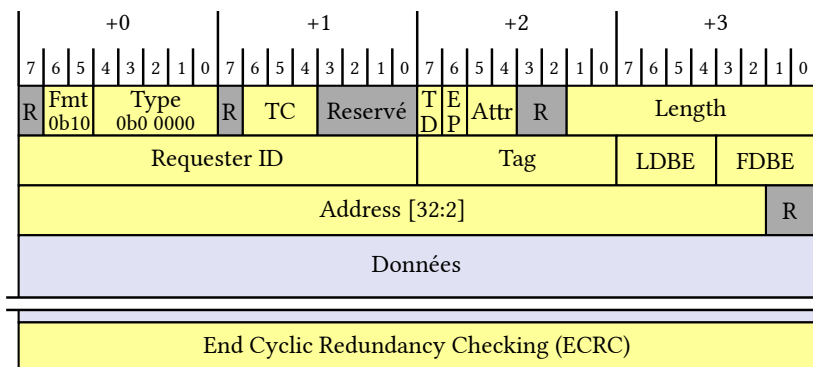 +0 +1 +2 +3
7 6 5 4 3 2 1 0 7 6 5 4 3 2 1 0 7 6 5 4 3 2 1 0 7 6 5 4 3 2 1 0
R Fmt 0b10 Type 0b0 0000 R TC Reservé TD EP Attr R Length
Requester ID Tag LDBE FDBE
Address [32:2] R
Données
End Cyclic Redundancy Checking (ECRC)